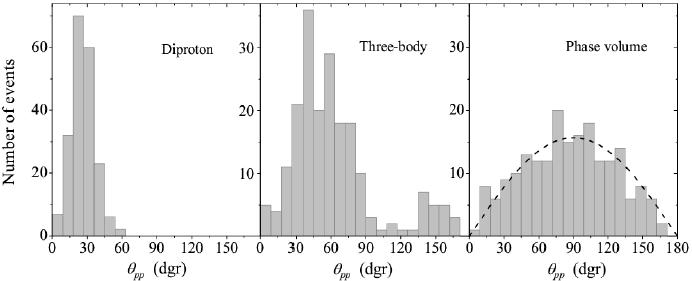 Number of events
60
40
20
0
Diproton
0 30 60 90 120 150
θpp (dgr)
30
20
10
Three-body
0 30 60 90 120 150
θpp (dgr)
30
20
10
Phase volume
0 30 60 90 120 150 180
θpp (dgr)